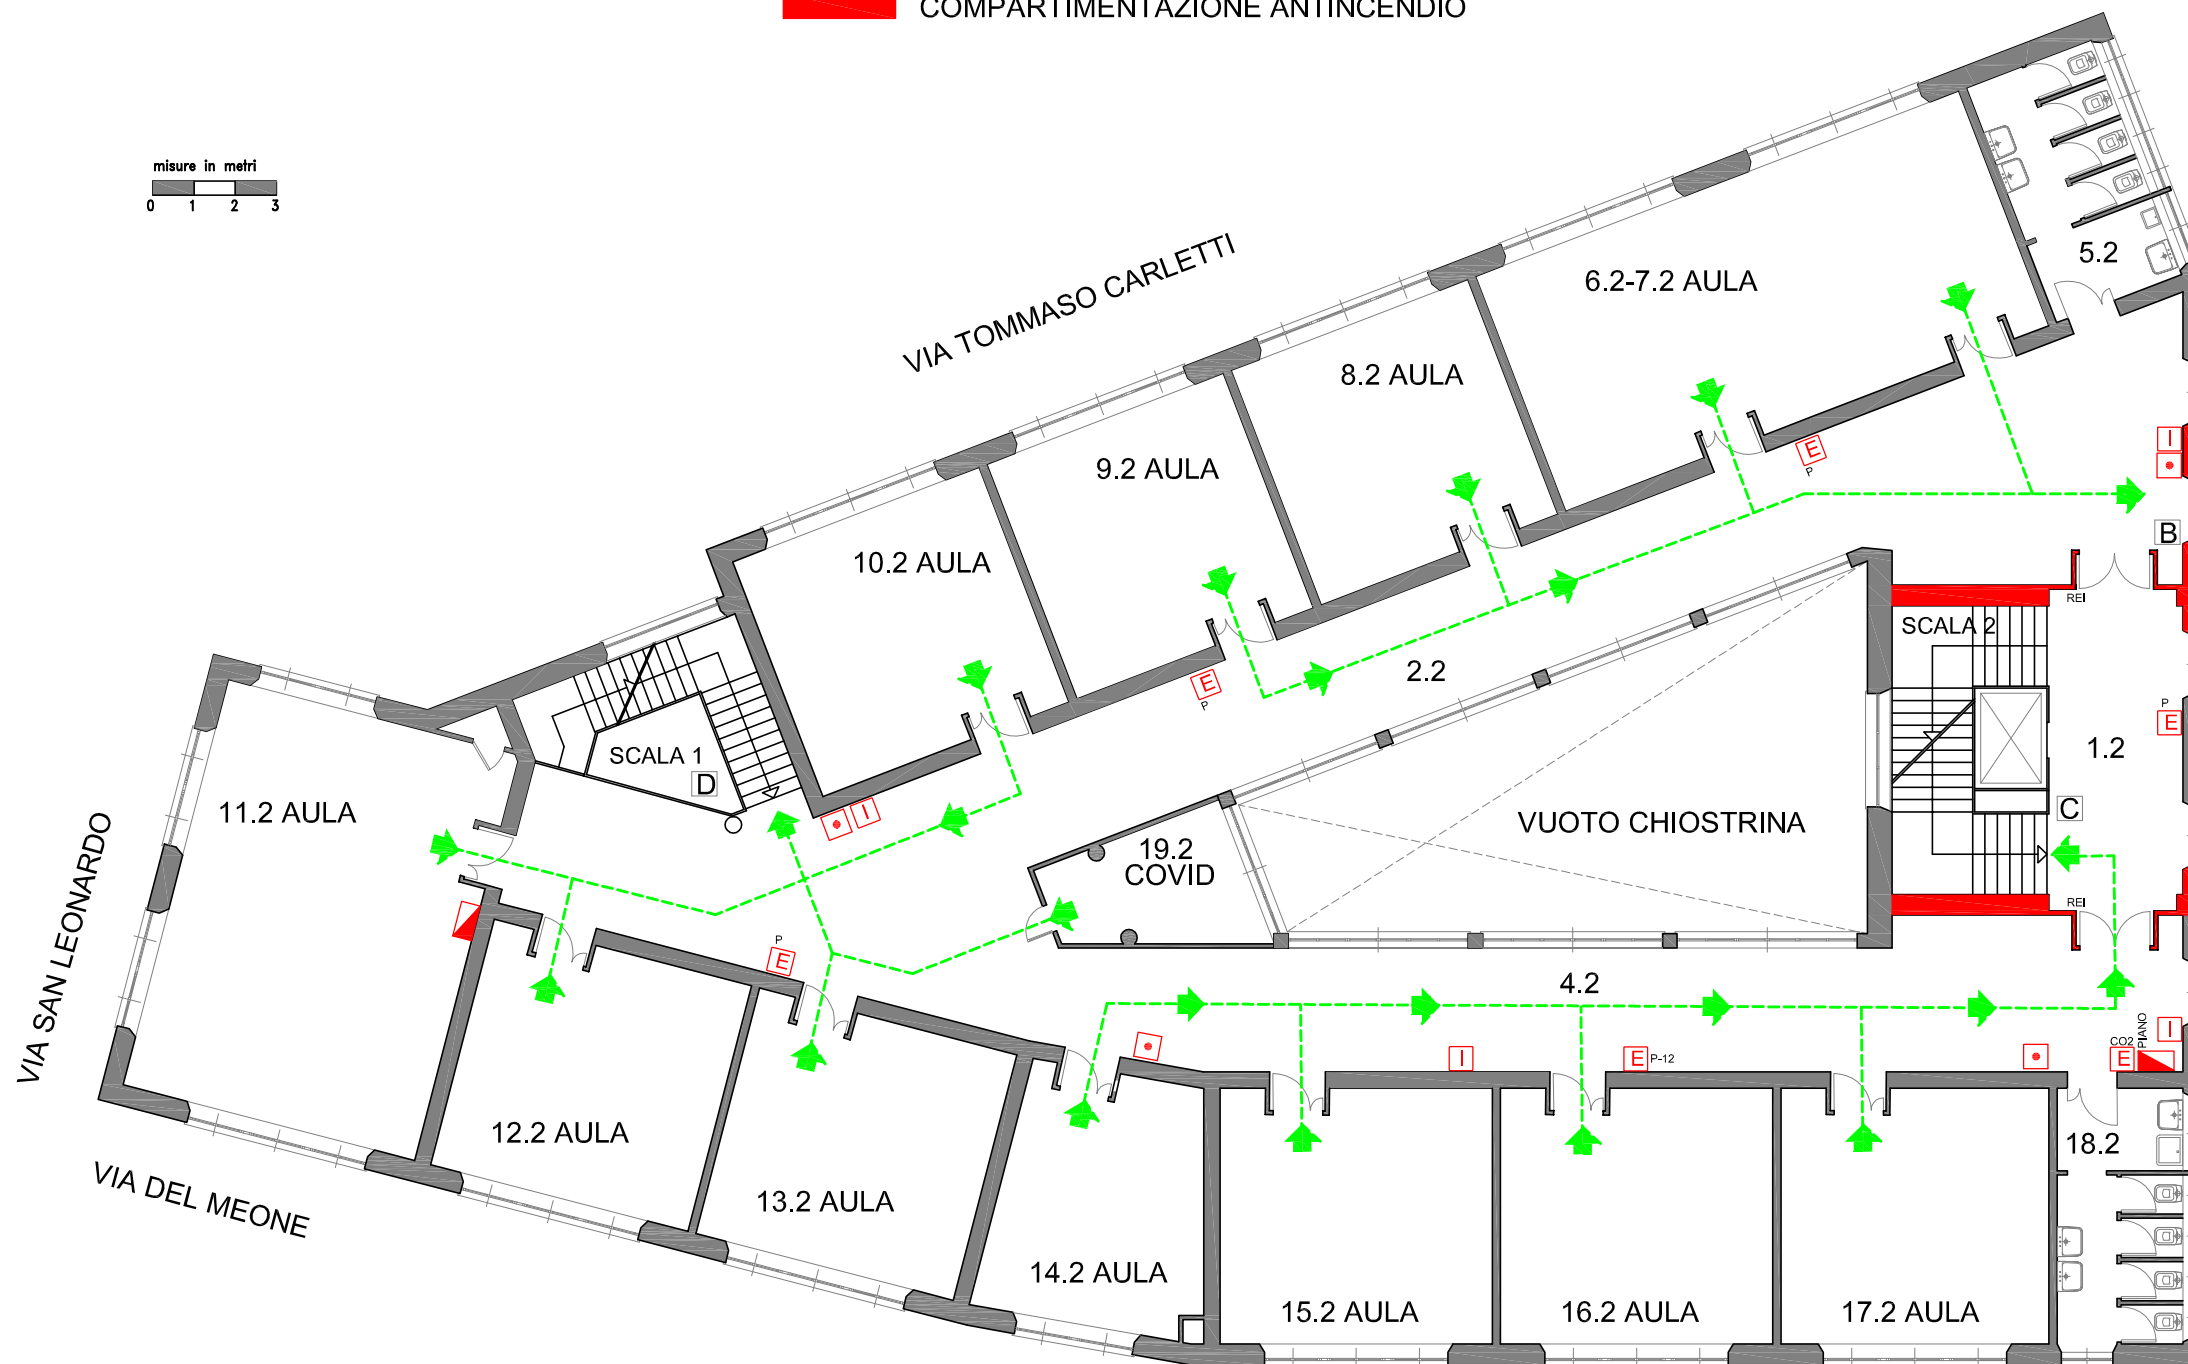 COMPARTIMENTAZIONE ANTINCENDIO
misure in metri
0 1 2 3
VIA TOMMASO CARLETTI
5.2
6.2-7.2 AULA
8.2 AULA
I
E
P
9.2 AULA
B
10.2 AULA
REI
SCALA 2
2.2
E
P
P
E
SCALA 1
D
1.2
11.2 AULA
I
C
VUOTO CHIOSTRINA
19.2
COVID
VIA SAN LEONARDO
REI
P
E
4.2
PIANO
I
CO2
E
I
E P-12
12.2 AULA
18.2
VIA DEL MEONE
13.2 AULA
14.2 AULA
15.2 AULA
16.2 AULA
17.2 AULA